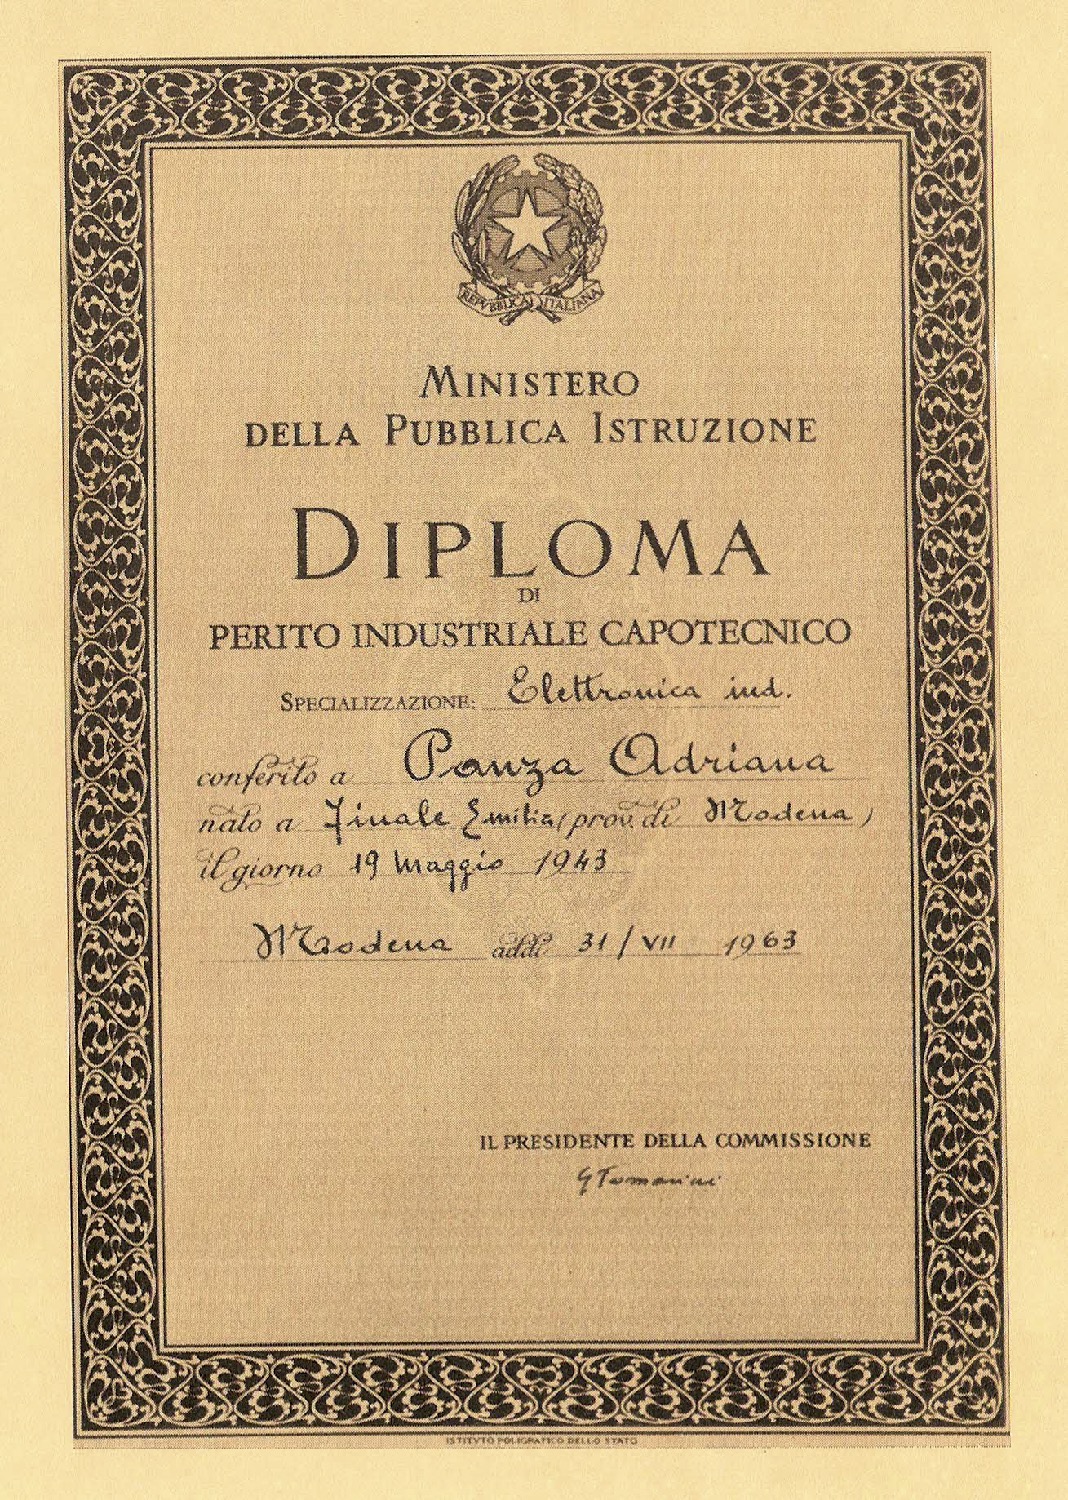 REPVBBLICA ITALIANA
MINISTERO
DELLA PUBBLICA ISTRUZIONE
DIPLOMA
DI
PERITO INDUSTRIALE CAPOTECNICO
SPECIALIZZAZIONE: Elettronica ind.
conferito a Panza Adriana
nato a Finale Emilia (prov. di Modena)
il giorno 19 Maggio 1943
Modena addì 31/VII 1963
IL PRESIDENTE DELLA COMMISSIONE
ISTITVTO POLIGRAFICO DELLO STATO